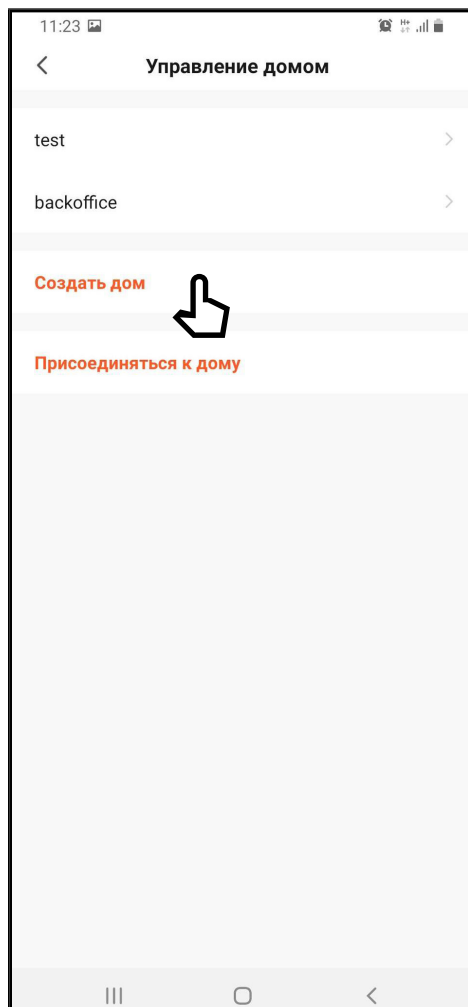 11:23
Управление домом
test
backoffice
Создать дом
Присоединяться к дому